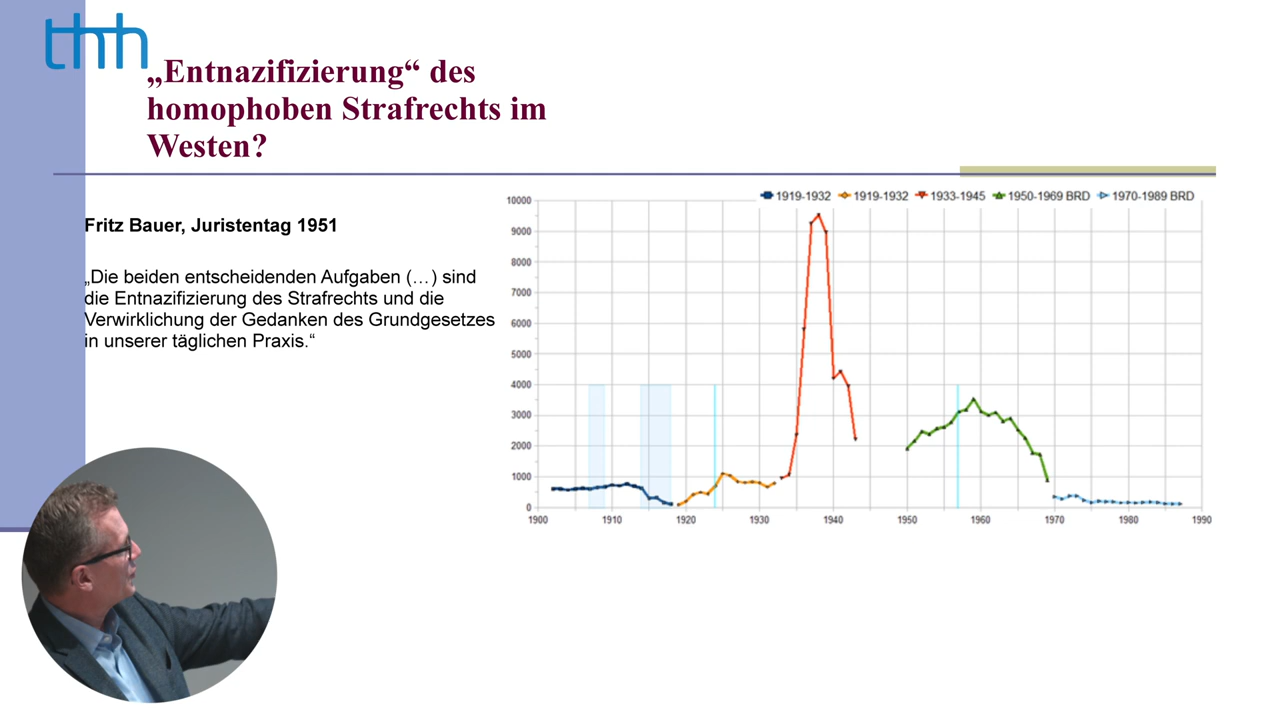 thh
„Entnazifizierung“ des
homophoben Strafrechts im
Westen?
Fritz Bauer, Juristentag 1951
„Die beiden entscheidenden Aufgaben (…) sind
die Entnazifizierung des Strafrechts und die
Verwirklichung der Gedanken des Grundgesetzes
in unserer täglichen Praxis.“
1919-1932 1919-1932 1933-1945 1950-1969 BRD 1970-1989 BRD
10000
9000
8000
7000
6000
5000
4000
3000
2000
1000
0
1900 1910 1920 1930 1940 1950 1960 1970 1980 1990